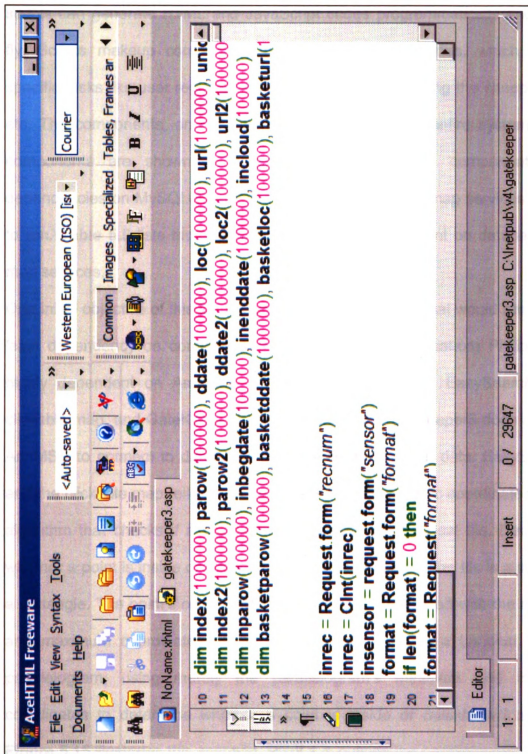 AceHTML Freeware
File Edit View Syntax Tools
Documents Help
<Auto-saved>
Western European (ISO) [isc
Courier
Common Images Specialized Tables, Frames ar
B I U
NoName.xhtml gatekeeper3.asp
10 dim index(100000), parow(100000), ddate(100000), loc(100000), url(100000), unic
11 dim index2(100000), parow2(100000), ddate2(100000), loc2(100000), url2(100000
12 dim inparow(100000), inbegdate(100000), inenddate(100000), incloud(100000)
13 dim basketparow(100000), basketddate(100000), basketloc(100000), basketurl(1
14
15
16 inrec = Request.form("recnum")
17 inrec = CInt(inrec)
18 insensor = request.form("sensor")
19 format = Request.form("format")
20 if len(format) = 0 then
21 format = Request("format")
Editor
1: 1 Insert 0 / 29647 gatekeeper3.asp C:\Inetpub\v4\gatekeeper